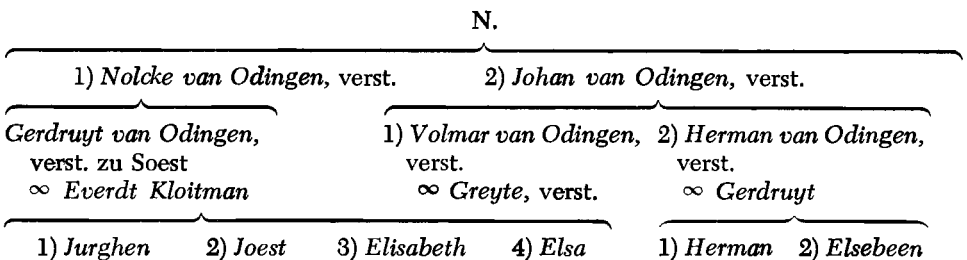 N.
1) Nolcke van Odingen, verst. 2) Johan van Odingen, verst.
Gerdruyt van Odingen, 1) Volmar van Odingen, 2) Herman van Odingen,
verst. zu Soest verst. verst.
∞ Everdt Kloitman ∞ Greyte, verst. ∞ Gerdruyt
1) Jurghen 2) Joest 3) Elisabeth 4) Elsa 1) Herman 2) Elsebeen